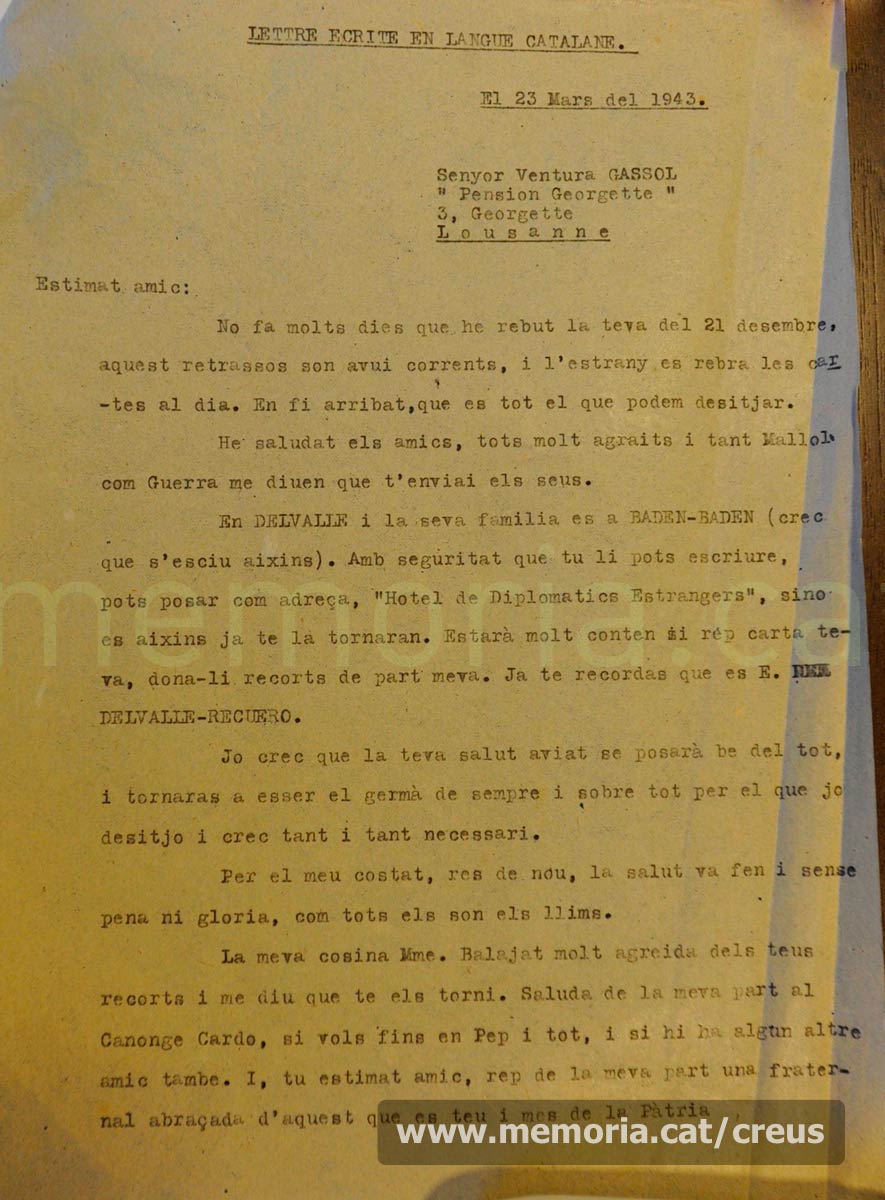 LETTRE ECRITE EN LANGUE CATALANE.
El 23 Mars del 1943.
Senyor Ventura GASSOL
" Pension Georgette "
3, Georgette
Lousanne
Estimat amic:
No fa molts dies que he rebut la teva del 21 desembre,
aquest retrassos son avui corrents, i l'estrany es rebra les car
-tes al dia. En fi arribat,que es tot el que podem desitjar.
He saludat els amics, tots molt agraits i tant Mallol
com Guerra me diuen que t'enviai els seus.
En DELVALLE i la seva familia es a BADEN-BADEN (crec
que s'esciu aixins). Amb seguritat que tu li pots escriure,
pots posar com adreça, "Hotel de Diplomatics Estrangers", sino
es aixins ja te la tornaran. Estarà molt conten si rép carta te-
va, dona-li recorts de part meva. Ja te recordas que es E.
DELVALLE-RECUERO.
Jo crec que la teva salut aviat se posarà be del tot,
i tornaras a esser el germà de sempre i sobre tot per el que jo
desitjo i crec tant i tant necessari.
Per el meu costat, res de nou, la salut va fen i sense
pena ni gloria, com tots els son els llims.
La meva cosina Mme. Balajat molt agreida dels teus
recorts i me diu que te els torni. Saluda de la meva part al
Canonge Cardo, si vols fins en Pep i tot, i si hi ha algun altre
amic tambe. I, tu estimat amic, rep de la meva part una frater-
nal abraçada d'aquest que es teu i mes de la Pàtria
www.memoria.cat/creus